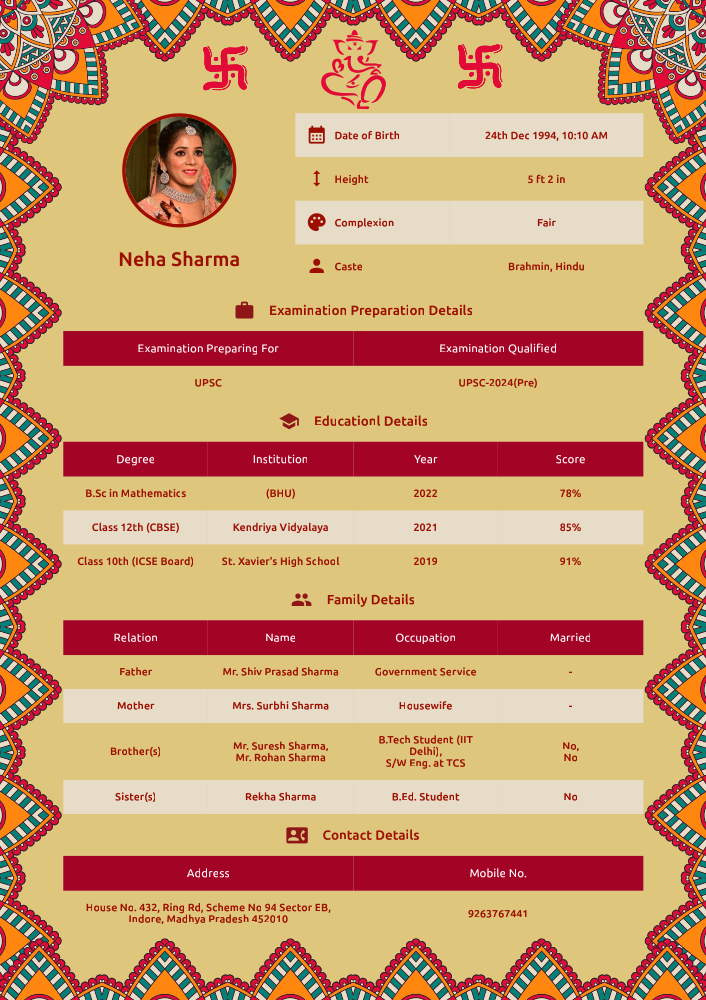 Date of Birth 24th Dec 1994, 10:10 AM
Height 5 ft 2 in
Complexion Fair
Caste Brahmin, Hindu
Neha Sharma
Examination Preparation Details
Examination Preparing For Examination Qualified
UPSC UPSC-2024(Pre)
Educationl Details
Degree Institution Year Score
B.Sc in Mathematics (BHU) 2022 78%
Class 12th (CBSE) Kendriya Vidyalaya 2021 85%
Class 10th (ICSE Board) St. Xavier's High School 2019 91%
Family Details
Relation Name Occupation Married
Father Mr. Shiv Prasad Sharma Government Service -
Mother Mrs. Surbhi Sharma Housewife -
Brother(s) Mr. Suresh Sharma,
Mr. Rohan Sharma
B.Tech Student (IIT
Delhi),
S/W Eng. at TCS
No,
No
Sister(s) Rekha Sharma B.Ed. Student No
Contact Details
Address Mobile No.
House No. 432, Ring Rd, Scheme No 94 Sector EB,
Indore, Madhya Pradesh 452010
9263767441